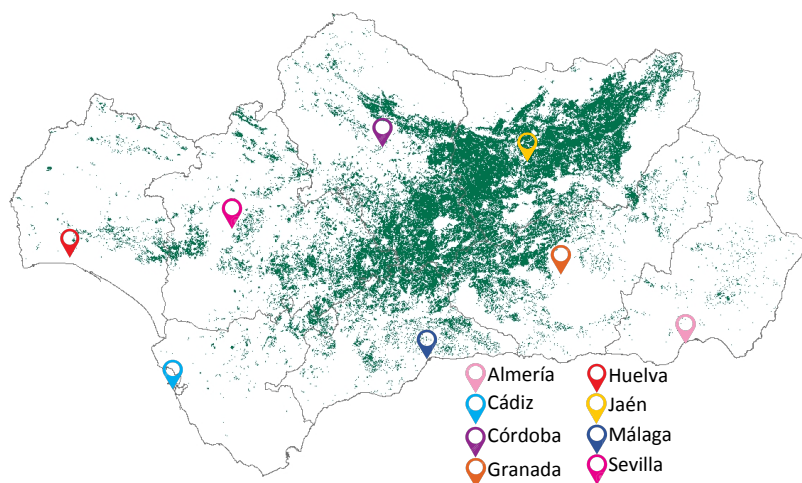 Almería
Huelva
Cádiz
Jaén
Córdoba
Málaga
Granada
Sevilla